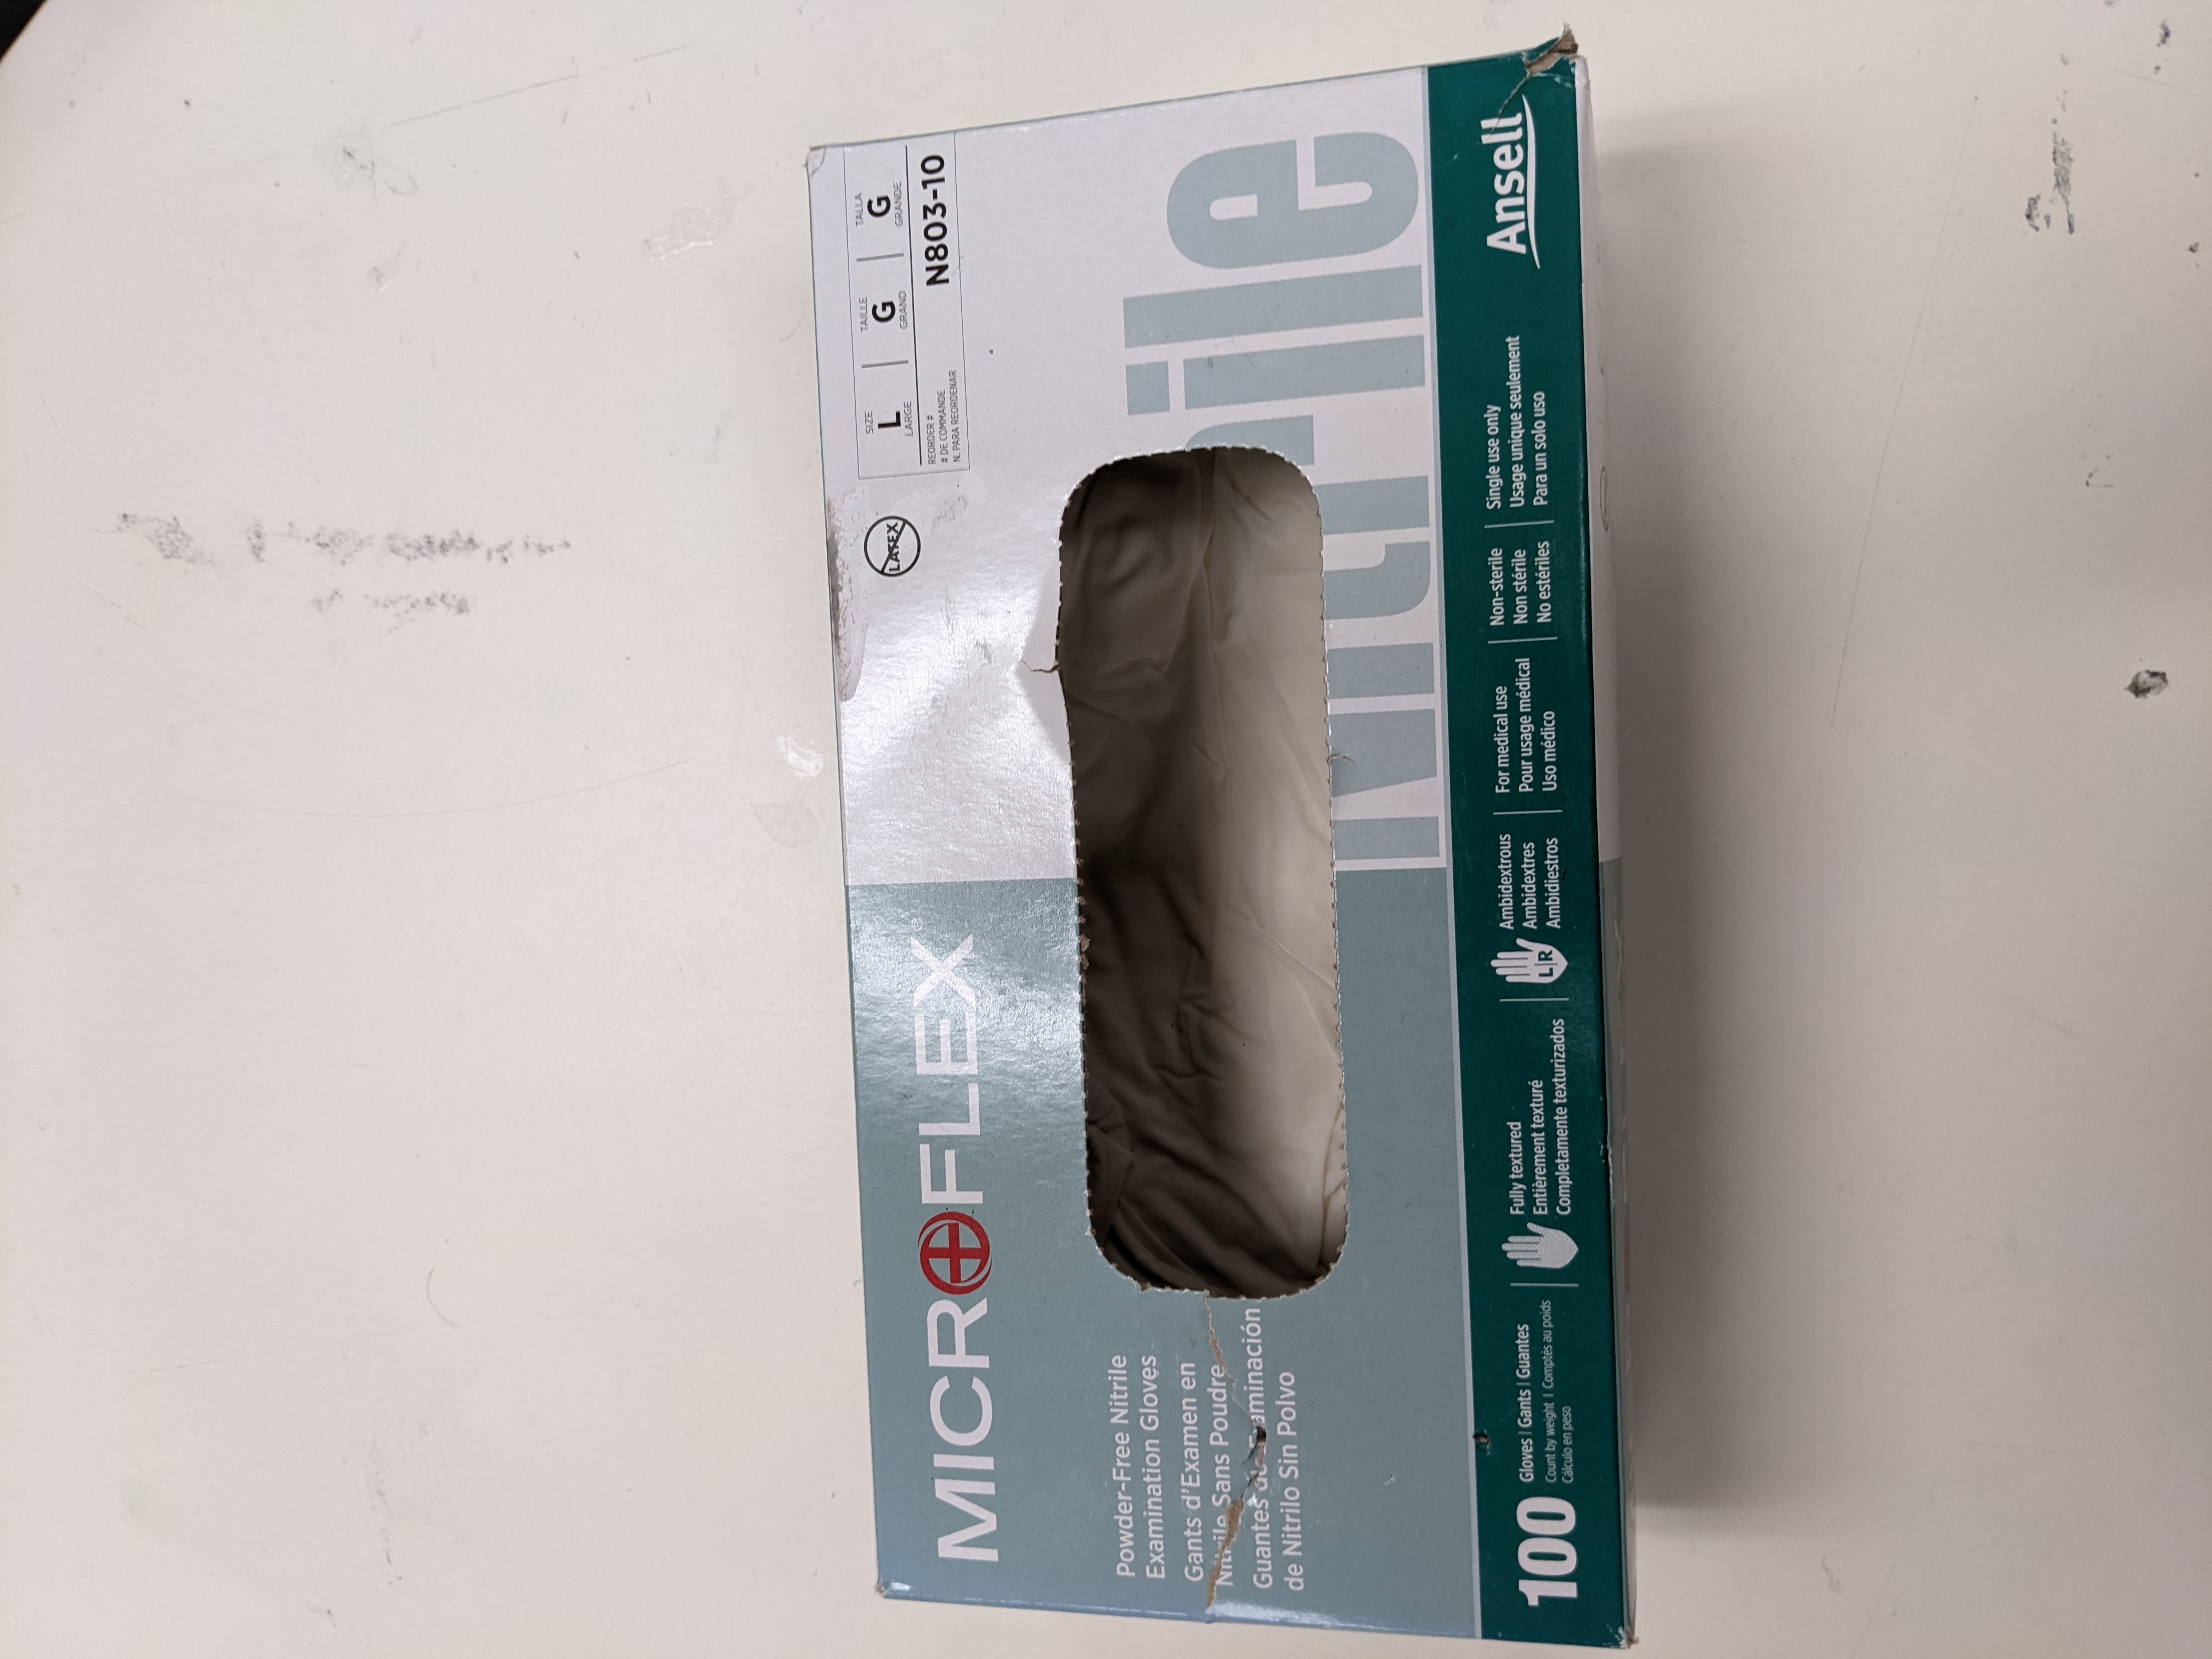 MICROFLEX®
LATEX
SIZE
L
LARGE
TAILLE
G
GRAND
TALLA
G
GRANDE
REORDER #
# DE COMMANDE
N. PARA REORDENAR
N803-10
Powder-Free Nitrile
Examination Gloves
Gants d'Examen en
Nitrile Sans Poudre
Guantes de Examinación
de Nitrilo Sin Polvo
Nitrile
100
Gloves | Gants | Guantes
Count by weight | Comptés au poids
Cálculo en peso
Fully textured
Entièrement texturé
Completamente texturizados
L|R
Ambidextrous
Ambidextres
Ambidiestros
For medical use
Pour usage médical
Uso médico
Non-sterile
Non stérile
No estériles
Single use only
Usage unique seulement
Para un solo uso
Ansell